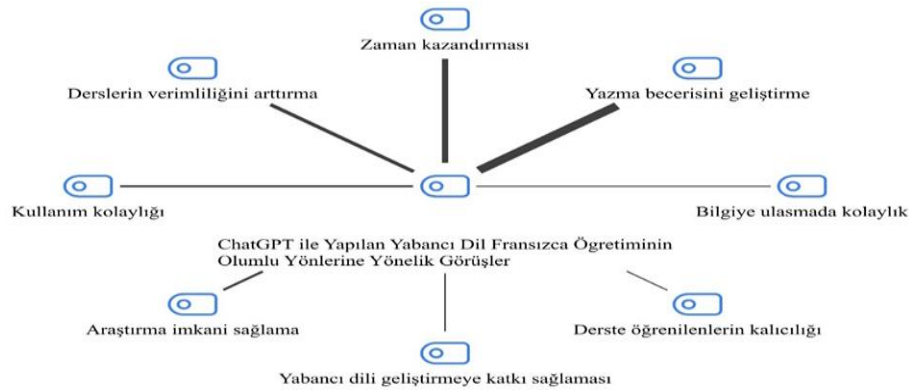 Zaman kazandırması
Derslerin verimliliğini arttırma
Yazma becerisini geliştirme
Kullanım kolaylığı
Bilgiye ulasmada kolaylık
ChatGPT ile Yapılan Yabancı Dil Fransızca Ögretiminin
Olumlu Yönlerine Yönelik Görüşler
Araştırma imkani sağlama
Derste öğrenilenlerin kalıcılığı
Yabancı dili geliştirmeye katkı sağlaması